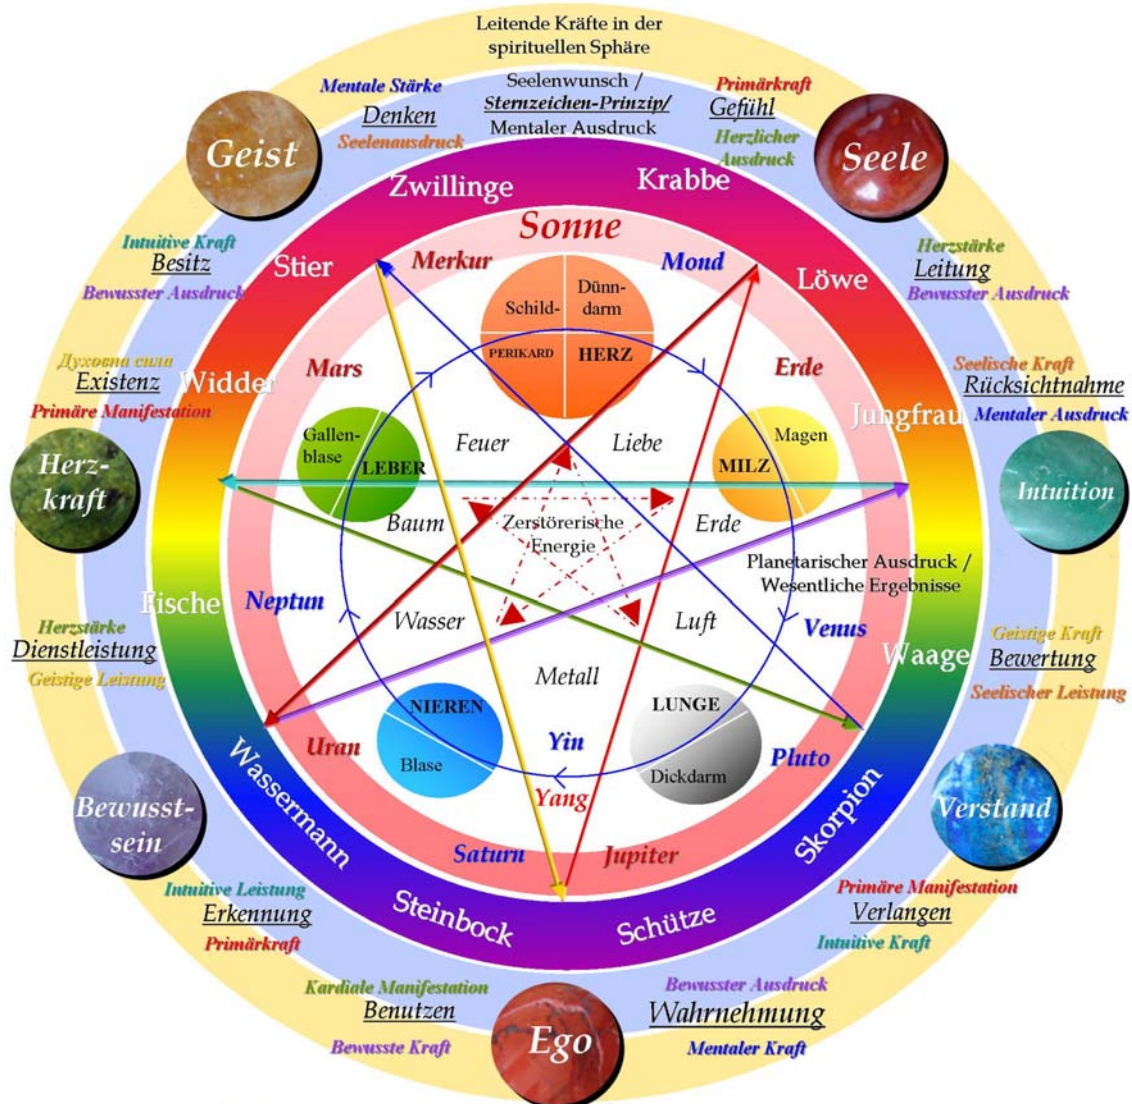 Leitende Kräfte in der
spirituellen Sphäre
Mentale Stärke
Denken
Seelenausdruck
Seelenwunsch /
Sternzeichen-Prinzip/
Mentaler Ausdruck
Primärkraft
Gefühl
Herzlicher
Ausdruck
Geist
Seele
Zwillinge
Krabbe
Sonne
Intuitive Kraft
Besitz
Bewusster Ausdruck
Stier
Merkur
Mond
Löwe
Herzstärke
Leitung
Bewusster Ausdruck
Schild-
Dünn-
darm
PERIKARD
HERZ
Духовна сила
Existenz
Primäre Manifestation
Widder
Mars
Erde
Jungfrau
Seelische Kraft
Rücksichtnahme
Mentaler Ausdruck
Gallen-
blase
LEBER
Feuer
Liebe
Magen
MILZ
Herz-
kraft
Intuition
Baum
Zerstörerische
Energie
Erde
Planetarischer Ausdruck /
Wesentliche Ergebnisse
Fische
Neptun
Wasser
Luft
Venus
Waage
Herzstärke
Dienstleistung
Geistige Leistung
Geistige Kraft
Bewertung
Seelischer Leistung
Metall
NIEREN
Blase
LUNGE
Dickdarm
Yin
Yang
Uran
Pluto
Wassermann
Skorpion
Bewusst-
sein
Verstand
Saturn
Jupiter
Steinbock
Schütze
Intuitive Leistung
Erkennung
Primärkraft
Primäre Manifestation
Verlangen
Intuitive Kraft
Kardiale Manifestation
Benutzen
Bewusste Kraft
Ego
Bewusster Ausdruck
Wahrnehmung
Mentaler Kraft